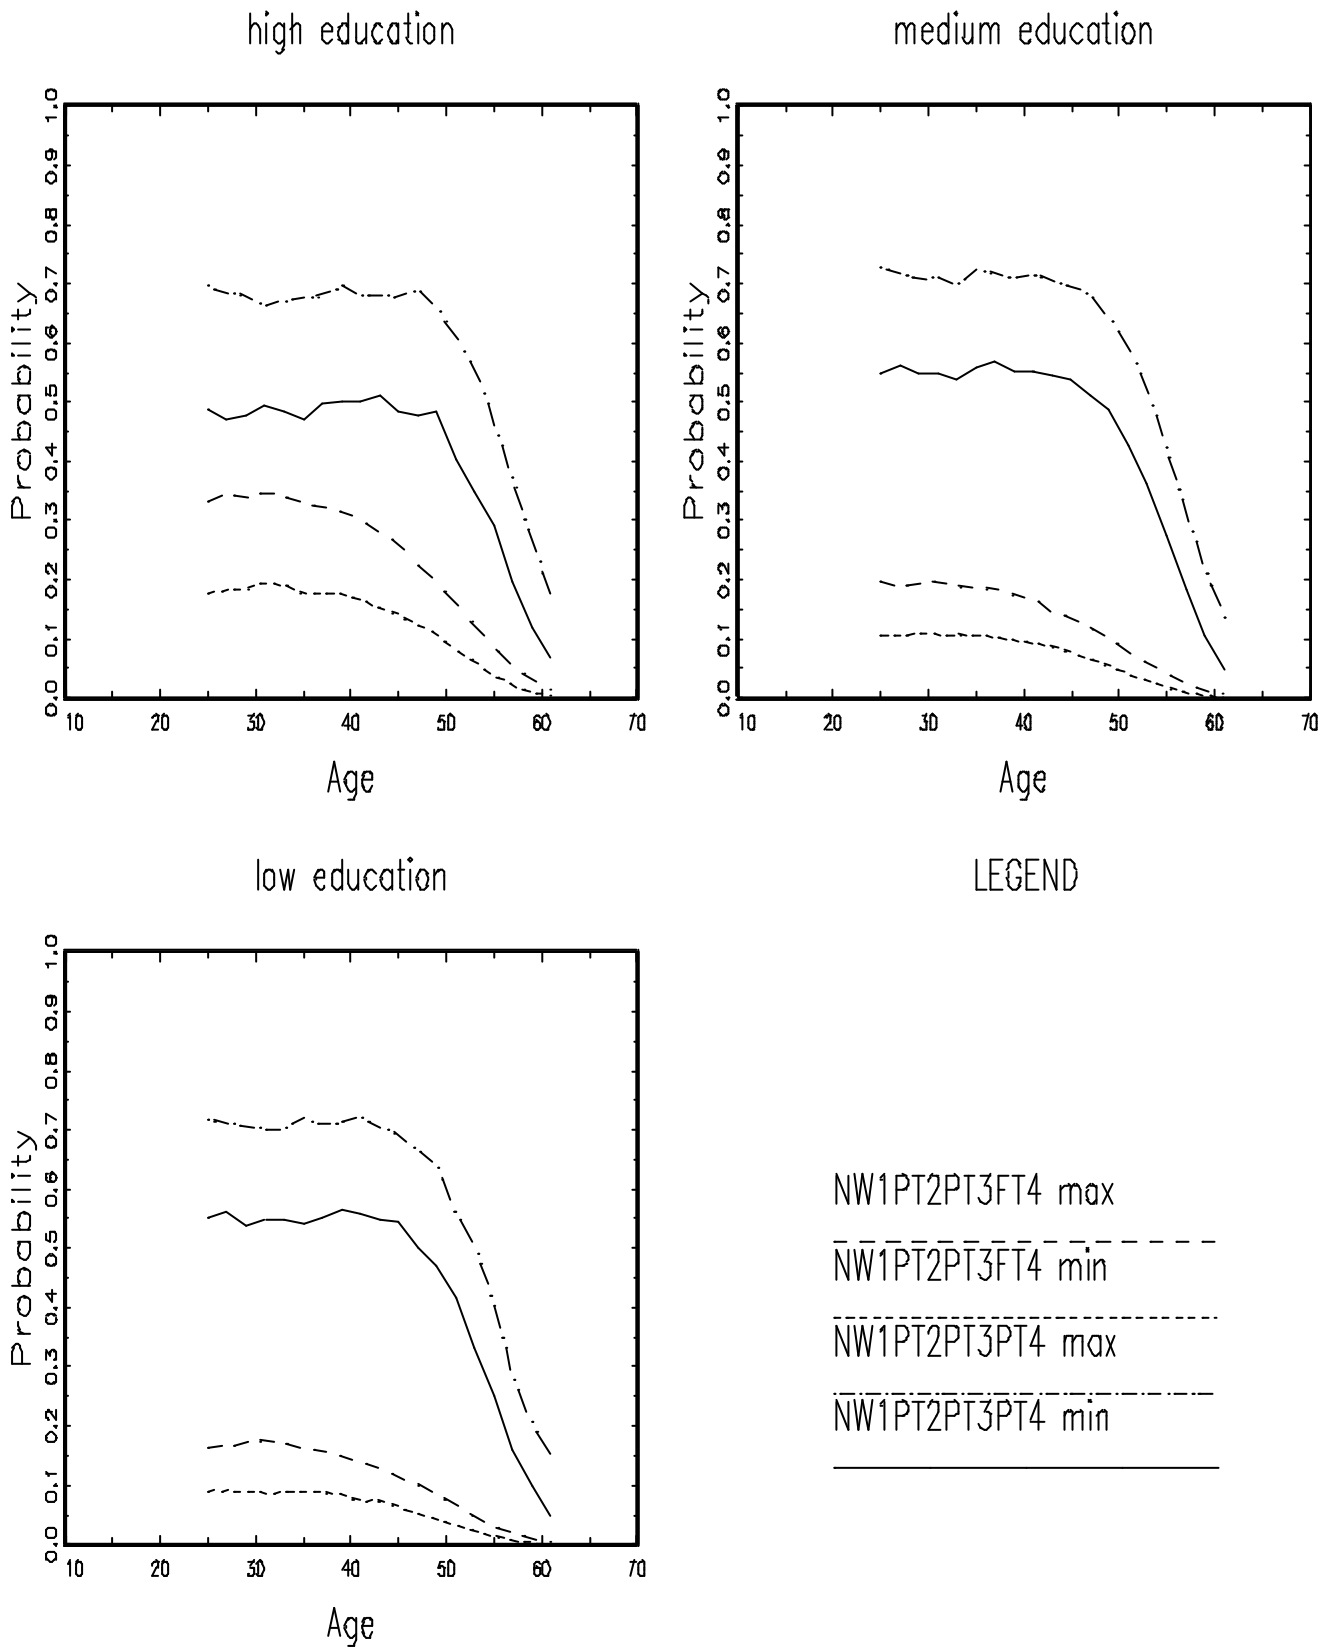 high education
medium education
1.0
0.9
0.8
0.7
0.6
0.5
0.4
0.3
0.2
0.1
0.0
Probability
10 20 30 40 50 60 70
Age
1.0
0.9
0.8
0.7
0.6
0.5
0.4
0.3
0.2
0.1
0.0
Probability
10 20 30 40 50 60 70
Age
low education
LEGEND
1.0
0.9
0.8
0.7
0.6
0.5
0.4
0.3
0.2
0.1
0.0
Probability
10 20 30 40 50 60 70
Age
NW1PT2PT3FT4 max
NW1PT2PT3FT4 min
NW1PT2PT3PT4 max
NW1PT2PT3PT4 min